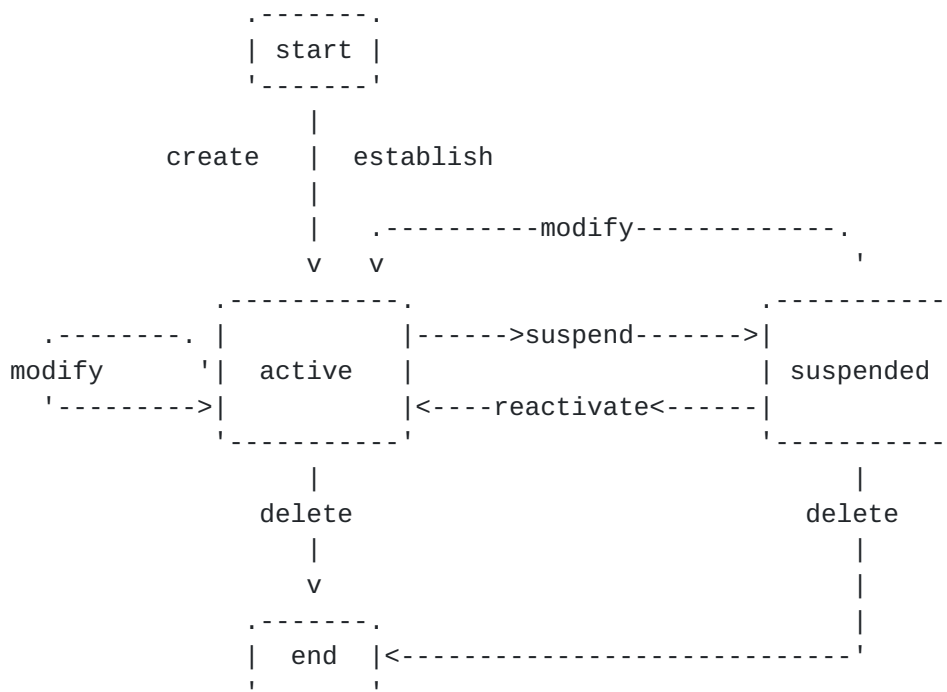 start
create establish
modify
suspend
modify active suspended
reactivate
delete delete
end